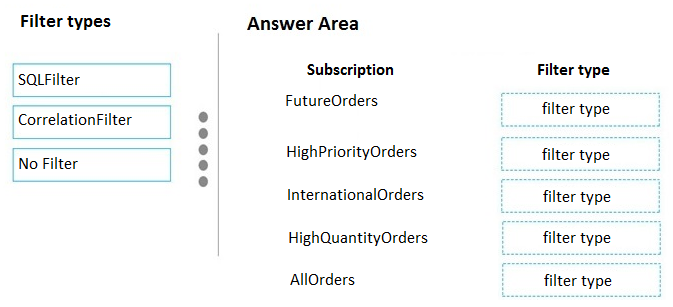 Filter types
SQLFilter
CorrelationFilter
No Filter
Answer Area
Subscription Filter type
FutureOrders filter type
HighPriorityOrders filter type
InternationalOrders filter type
HighQuantityOrders filter type
AllOrders filter type